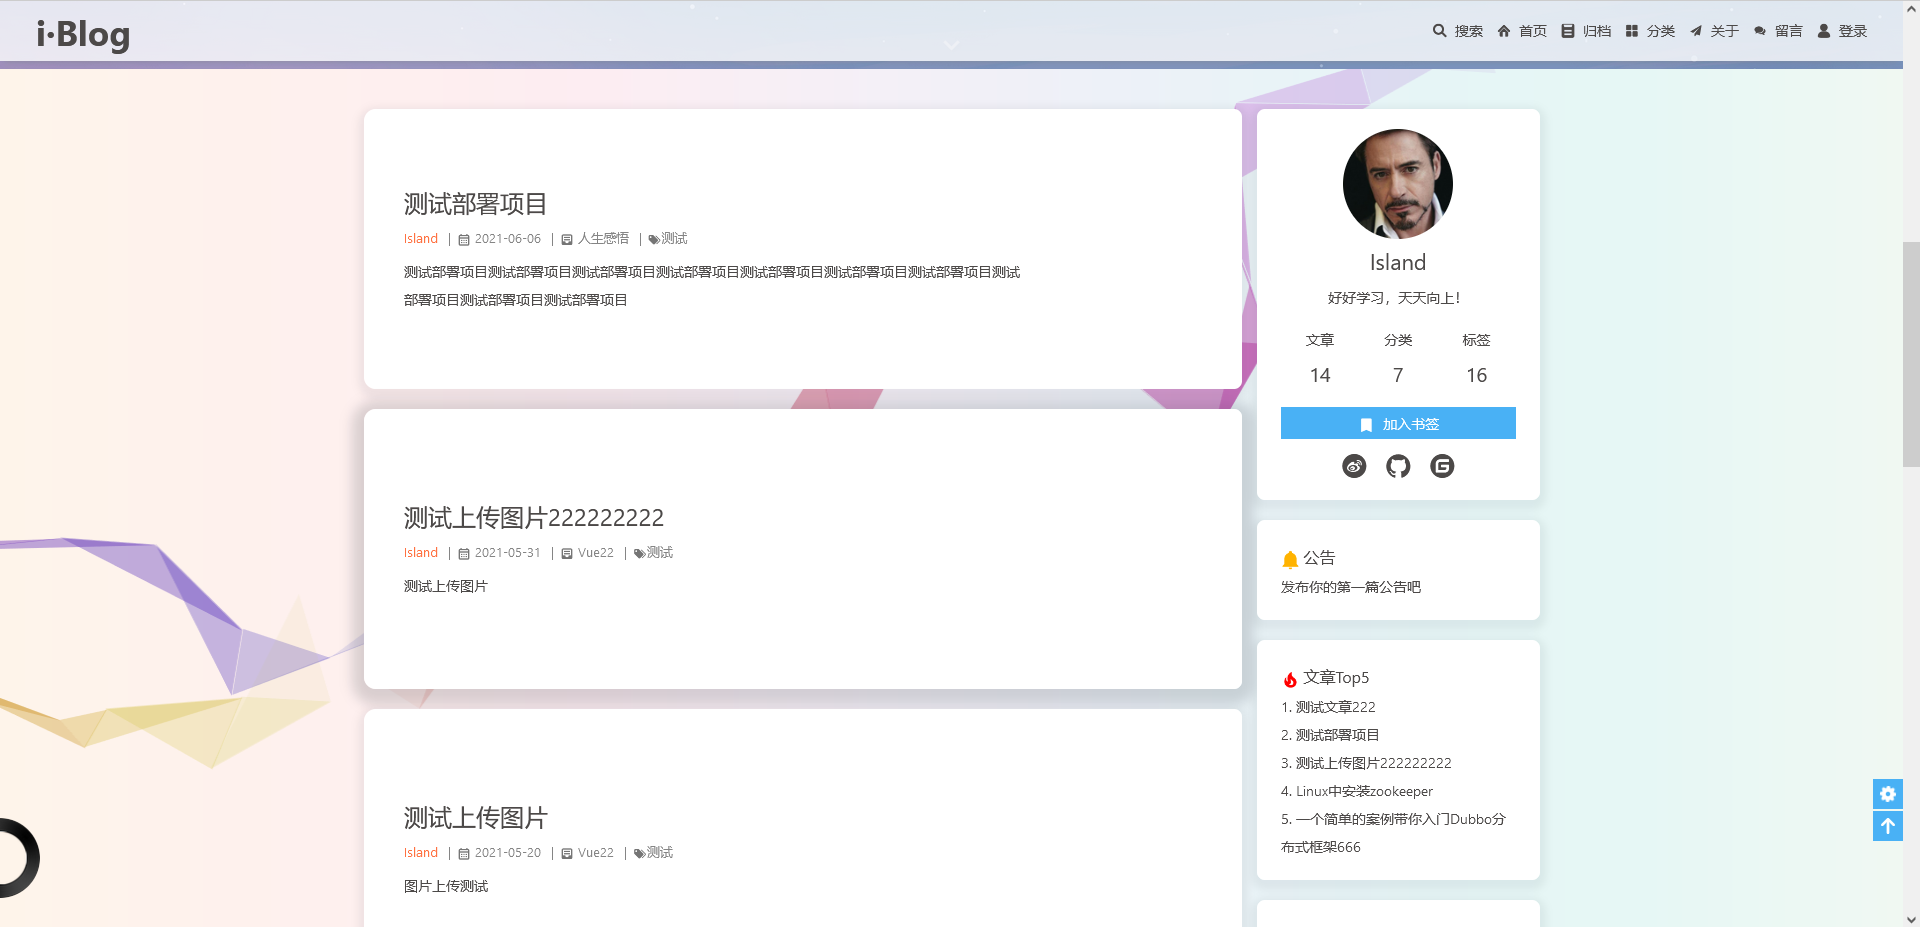 i·Blog
搜索 首页 归档 分类 关于 留言 登录
测试部署项目
Island | 2021-06-06 | 人生感悟 | 测试
测试部署项目测试部署项目测试部署项目测试部署项目测试部署项目测试部署项目测试部署项目测试
部署项目测试部署项目测试部署项目
测试上传图片222222222
Island | 2021-05-31 | Vue22 | 测试
测试上传图片
测试上传图片
Island | 2021-05-20 | Vue22 | 测试
图片上传测试
Island
好好学习，天天向上！
文章 分类 标签
14 7 16
加入书签
公告
发布你的第一篇公告吧
文章Top5
1. 测试文章222
2. 测试部署项目
3. 测试上传图片222222222
4. Linux中安装zookeeper
5. 一个简单的案例带你入门Dubbo分
布式框架666